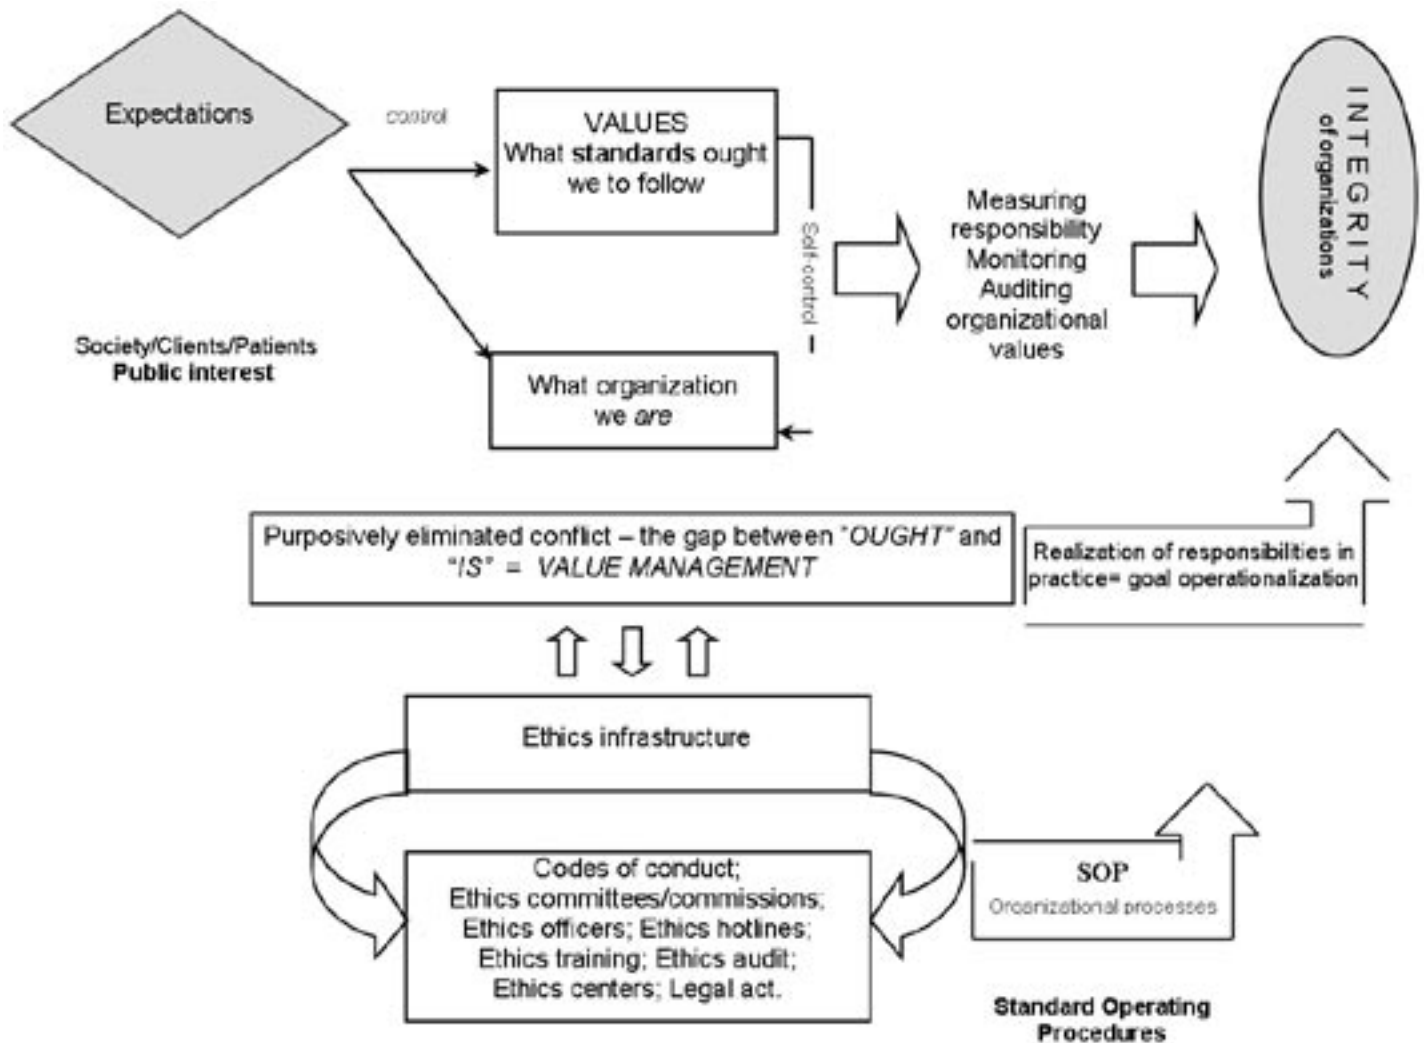 Expectations
control
VALUES
What standards ought
we to follow
Self-control
Measuring
responsibility
Monitoring
Auditing
organizational
values
INTEGRITY
of organizations
Society/Clients/Patients
Public interest
What organization
we are
Purposively eliminated conflict – the gap between "OUGHT" and
"IS" = VALUE MANAGEMENT
Realization of responsibilities in
practice= goal operationalization
Ethics infrastructure
Codes of conduct;
Ethics committees/commissions;
Ethics officers; Ethics hotlines;
Ethics training; Ethics audit;
Ethics centers; Legal act.
SOP
Organizational processes
Standard Operating
Procedures